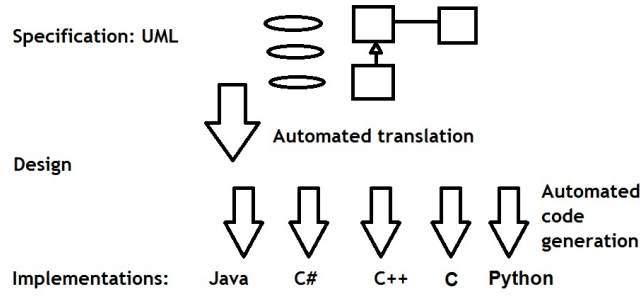 Specification: UML
Automated translation
Design
Automated
code
generation
Implementations: Java C# C++ C Python